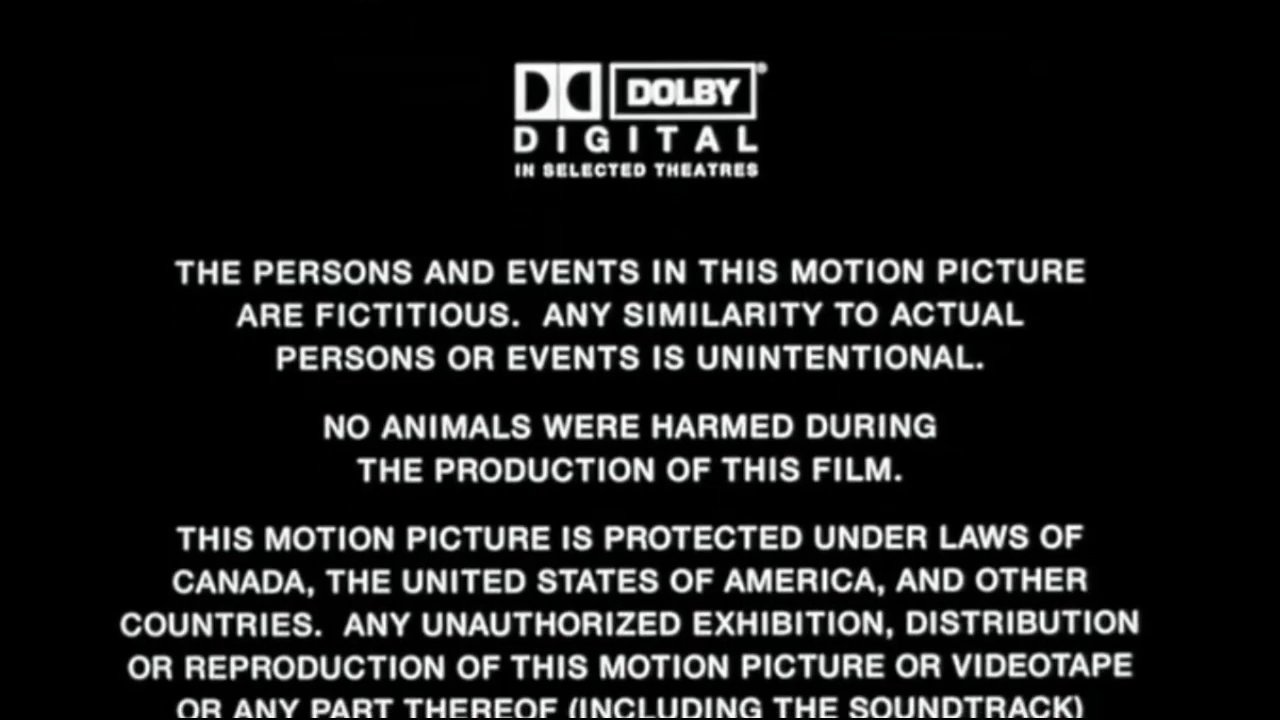 DOLBY®
DIGITAL
IN SELECTED THEATRES
THE PERSONS AND EVENTS IN THIS MOTION PICTURE
ARE FICTITIOUS. ANY SIMILARITY TO ACTUAL
PERSONS OR EVENTS IS UNINTENTIONAL.
NO ANIMALS WERE HARMED DURING
THE PRODUCTION OF THIS FILM.
THIS MOTION PICTURE IS PROTECTED UNDER LAWS OF
CANADA, THE UNITED STATES OF AMERICA, AND OTHER
COUNTRIES. ANY UNAUTHORIZED EXHIBITION, DISTRIBUTION
OR REPRODUCTION OF THIS MOTION PICTURE OR VIDEOTAPE
OR ANY PART THEREOF (INCLUDING THE SOUNDTRACK)